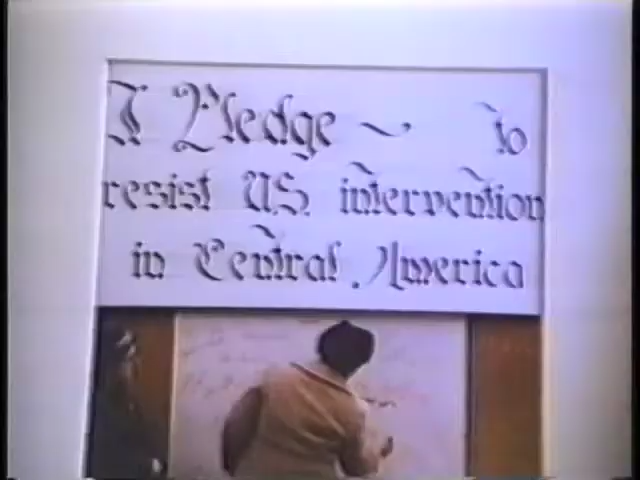 I Pledge ~ to
resist U.S. intervention
in Central America